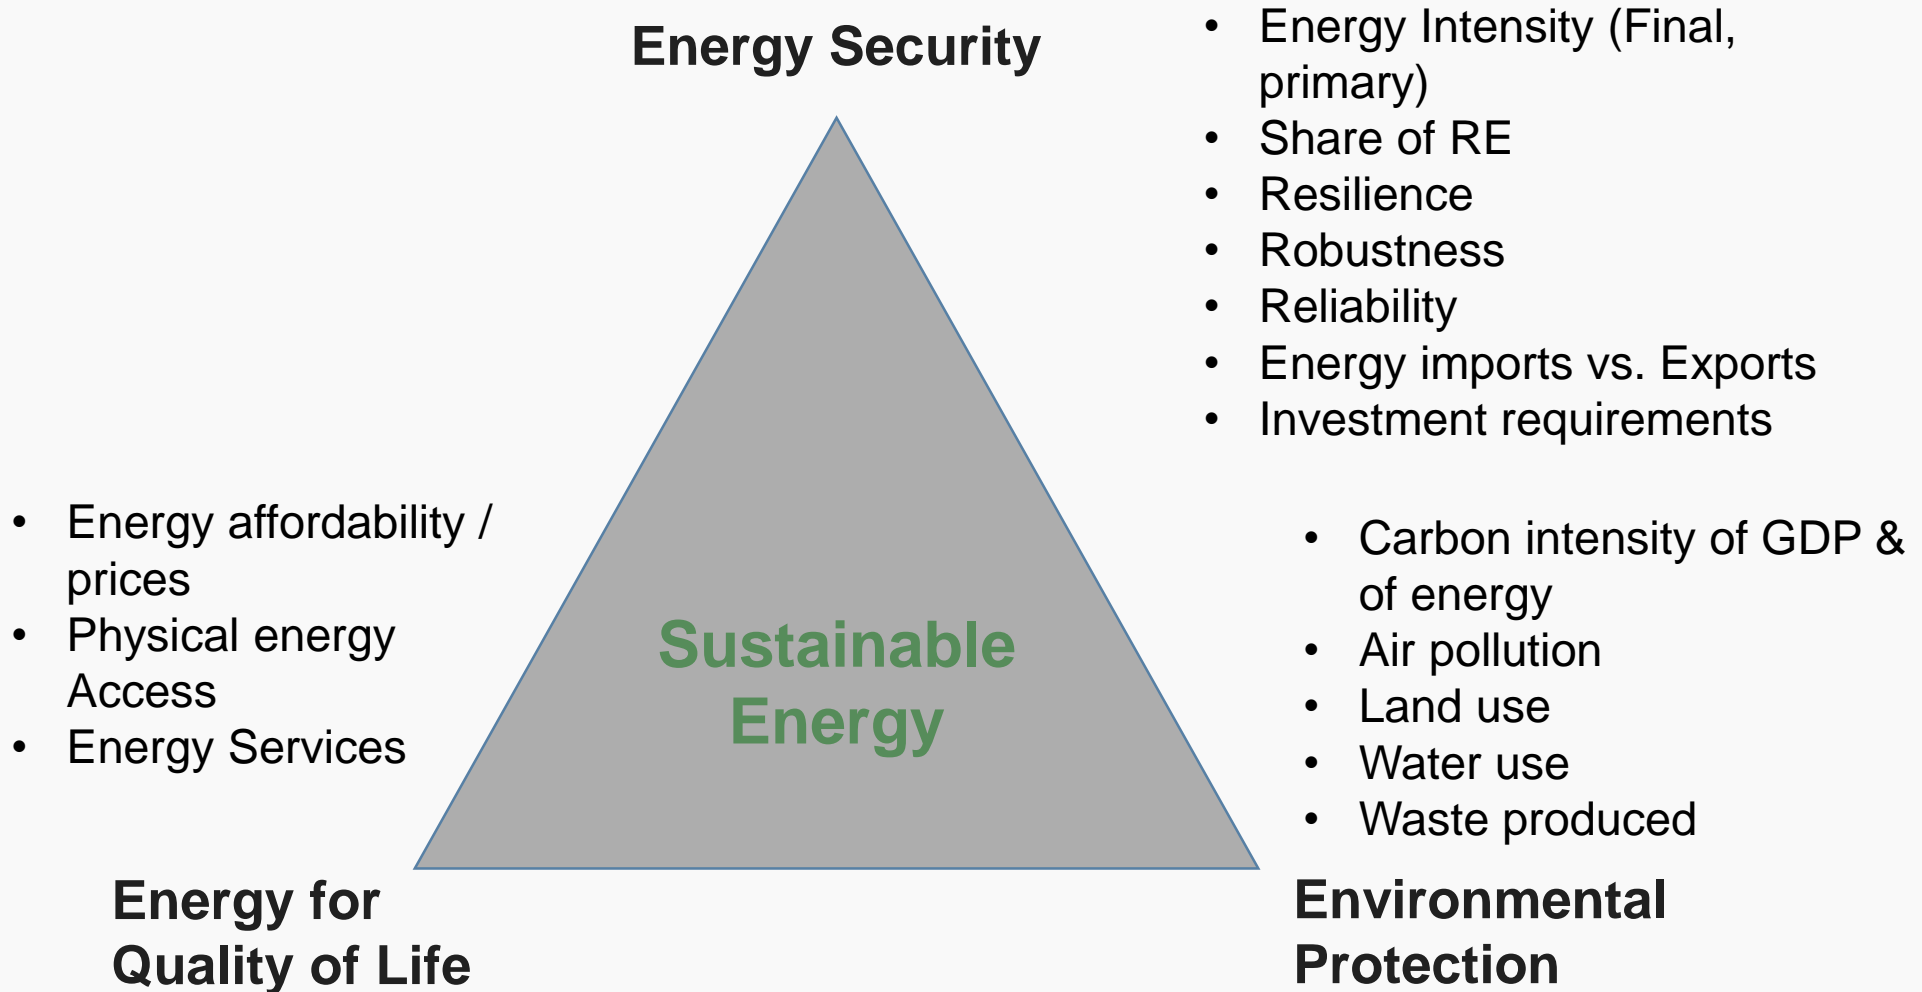 Energy Security
• Energy Intensity (Final,
primary)
• Share of RE
• Resilience
• Robustness
• Reliability
• Energy imports vs. Exports
• Investment requirements
• Energy affordability /
prices
• Physical energy
Access
• Energy Services
Sustainable
Energy
• Carbon intensity of GDP &
of energy
• Air pollution
• Land use
• Water use
• Waste produced
Energy for
Quality of Life
Environmental
Protection